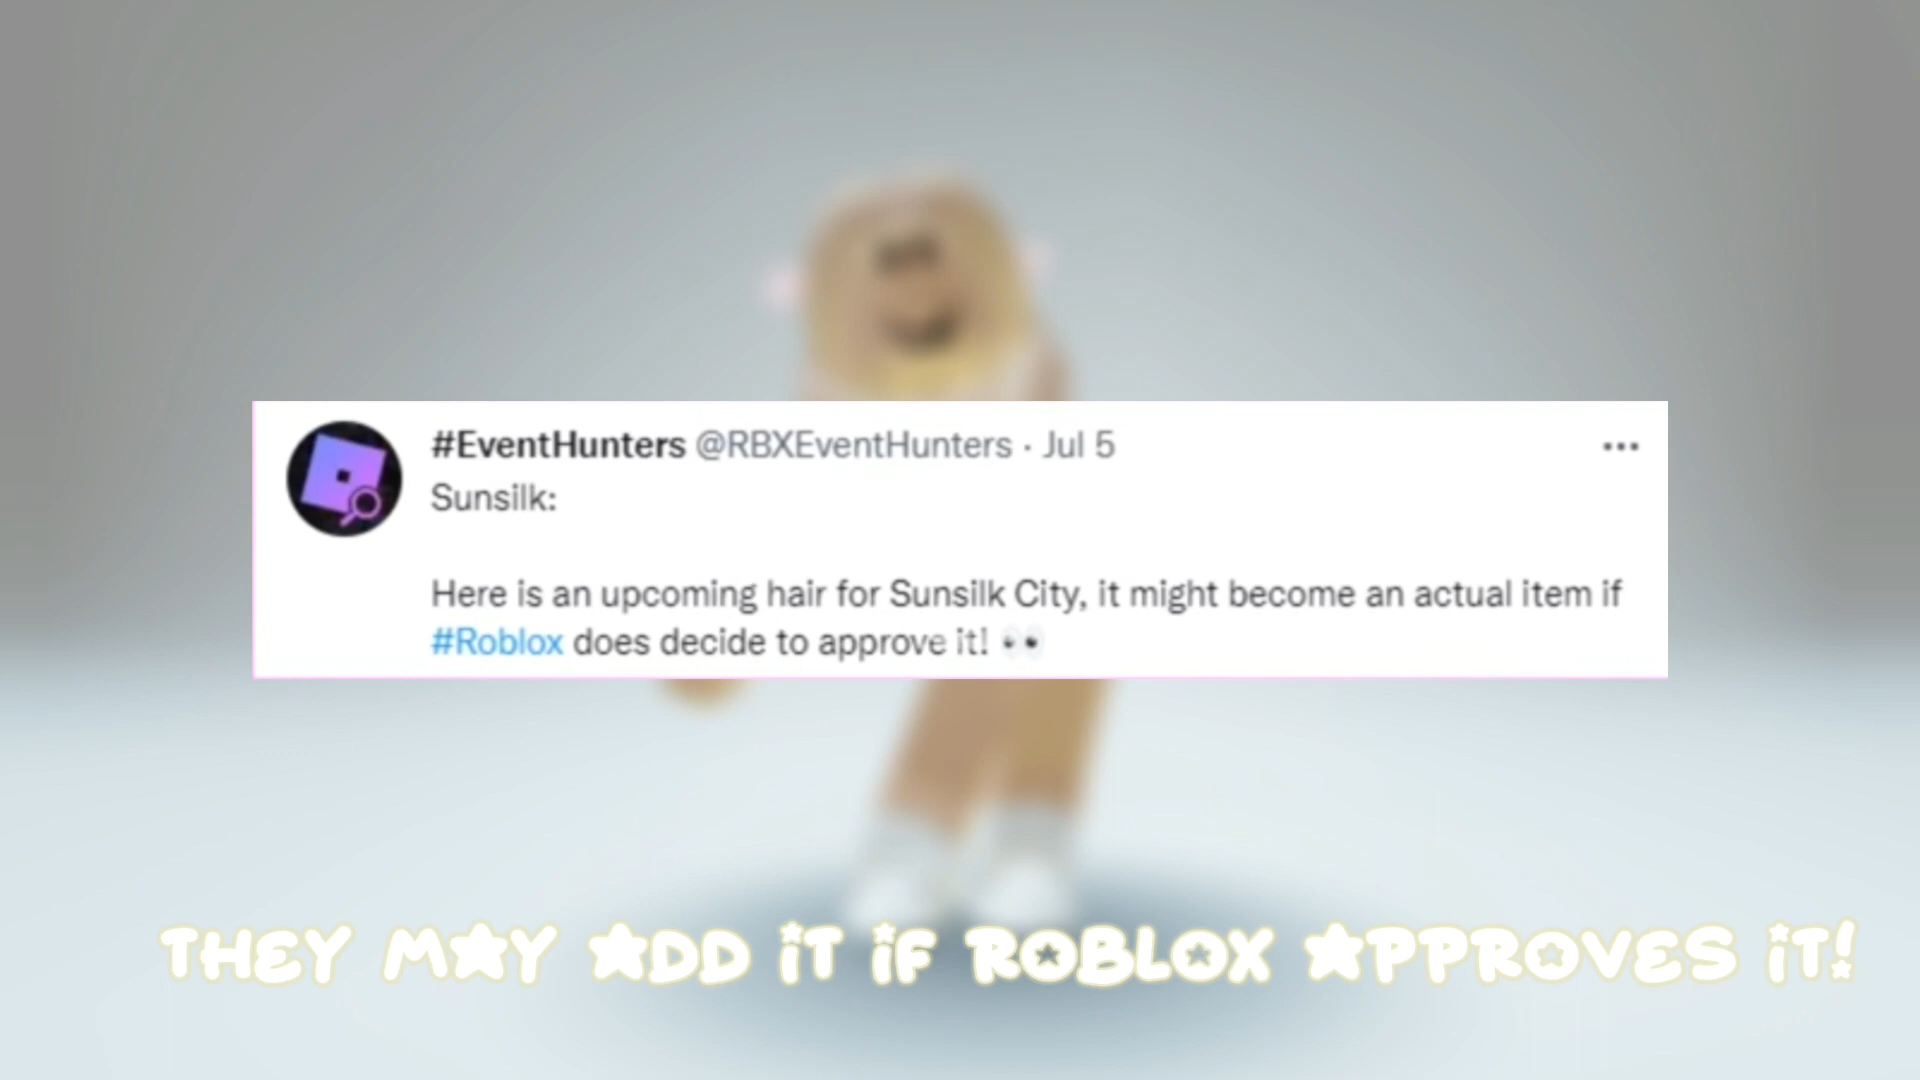 #EventHunters @RBXEventHunters · Jul 5
Sunsilk:
Here is an upcoming hair for Sunsilk City, it might become an actual item if
#Roblox does decide to approve it! 👀
THEY MAY ADD iT iF ROBLOX APPROVES iT!